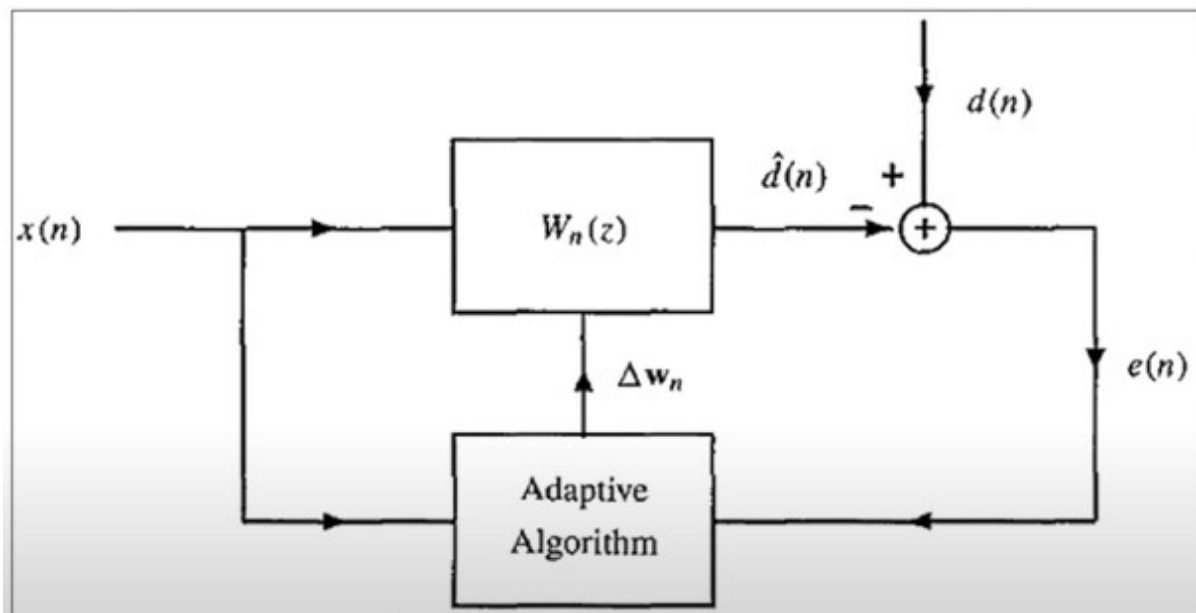 d(n)
d̂(n)
+
−
x(n)
Wₙ(z)
+
Δwₙ
e(n)
Adaptive
Algorithm